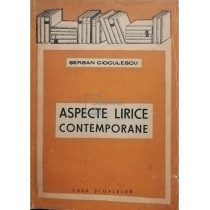 ȘERBAN CIOCULESCU
ASPECTE LIRICE
CONTEMPORANE
CASA ȘCOALELOR